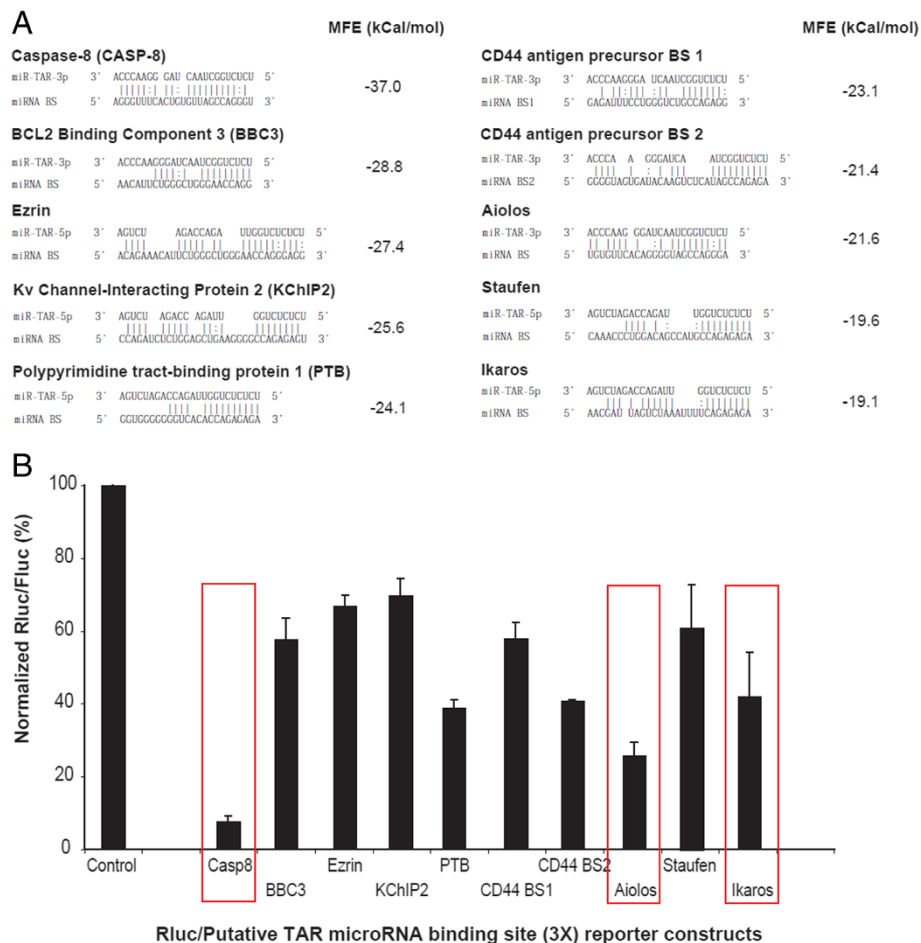 A
MFE (kCal/mol)
MFE (kCal/mol)
Caspase-8 (CASP-8)
miR-TAR-3p 3' ACCCAAGG GAU CAAUCGGUCUCU 5'
miRNA BS 5' AGGGUUUCACUGUGUUAGCCAGGGU 3'
-37.0
BCL2 Binding Component 3 (BBC3)
miR-TAR-3p 3' ACCCAAGGGAUCAAUCGGUCUCU 5'
miRNA BS 5' AACAUUCUGGGCUGGGAACCAGG 3'
-28.8
Ezrin
miR-TAR-5p 3' AGUCU AGACCAGA UUGGUCUCUCU 5'
miRNA BS 5' ACAGAAACAUUCUGGGCUGGGAACCAGGGAGG 3'
-27.4
Kv Channel-Interacting Protein 2 (KChIP2)
miR-TAR-5p 3' AGUCU AGACC AGAUU GGUCUCUCU 5'
miRNA BS 5' CCAGAUCUCUGGAGCUGAAGGGGCCAGAGAGU 3'
-25.6
Polypyrimidine tract-binding protein 1 (PTB)
miR-TAR-5p 3' AGUCUAGACCAGAUUGGUCUCUCU 5'
miRNA BS 5' GGUGGGGGGGUCACACCAGAGAGA 3'
-24.1
CD44 antigen precursor BS 1
miR-TAR-3p 3' ACCCAAGGGA UCAAUCGGUCUCU 5'
miRNA BS1 5' GAGAUUUCCUGGGUCUGCCAGAGG 3'
-23.1
CD44 antigen precursor BS 2
miR-TAR-3p 3' ACCCA A GGGAUCA AUCGGUCUCU 5'
miRNA BS2 5' GGGGUAGUGAUACAAGUCUCAUAGCCAGAGA 3'
-21.4
Aiolos
miR-TAR-3p 3' ACCCAAG GGAUCAAUCGGUCUCU 5'
miRNA BS 5' UGUGUUCACAGGGGUAGCCAGGGA 3'
-21.6
Staufen
miR-TAR-5p 3' AGUCUAGACCAGAU UGGUCUCUCU 5'
miRNA BS 5' CAAACCCUGGACAGCCAUGCCAGAGAGA 3'
-19.6
Ikaros
miR-TAR-5p 3' AGUCUAGACCAGAUU GGUCUCUCU 5'
miRNA BS 5' AACGAU UAGUCUAAAUUUUCAGAGAGA 3'
-19.1
B
Normalized Rluc/Fluc (%)
100
80
60
40
20
0
Control Casp8 Ezrin PTB CD44 BS2 Staufen
BBC3 KChIP2 CD44 BS1 Aiolos Ikaros
Rluc/Putative TAR microRNA binding site (3X) reporter constructs